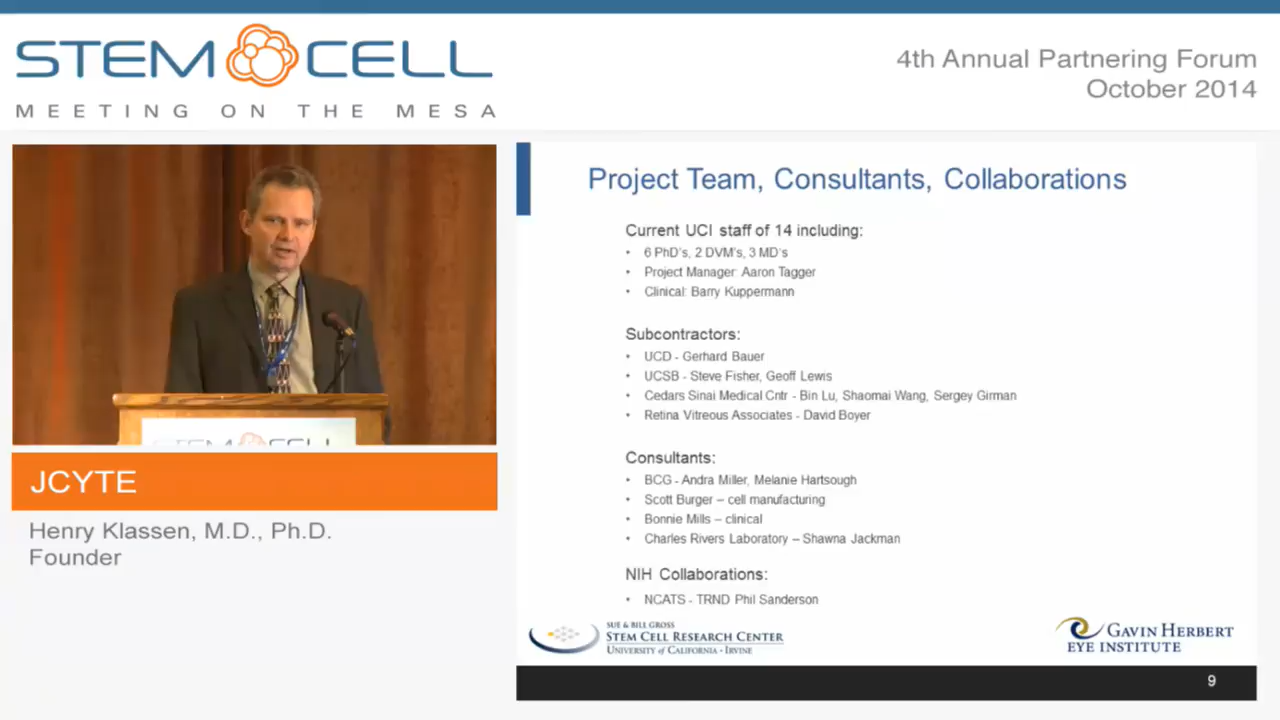 STEM CELL
MEETING ON THE MESA
4th Annual Partnering Forum
October 2014
JCYTE
Henry Klassen, M.D., Ph.D.
Founder
Project Team, Consultants, Collaborations
Current UCI staff of 14 including:
• 6 PhD's, 2 DVM's, 3 MD's
• Project Manager: Aaron Tagger
• Clinical: Barry Kuppermann
Subcontractors:
• UCD - Gerhard Bauer
• UCSB - Steve Fisher, Geoff Lewis
• Cedars Sinai Medical Cntr - Bin Lu, Shaomai Wang, Sergey Girman
• Retina Vitreous Associates - David Boyer
Consultants:
• BCG - Andra Miller, Melanie Hartsough
• Scott Burger – cell manufacturing
• Bonnie Mills – clinical
• Charles Rivers Laboratory – Shawna Jackman
NIH Collaborations:
• NCATS - TRND Phil Sanderson
SUE & BILL GROSS
STEM CELL RESEARCH CENTER
UNIVERSITY OF CALIFORNIA • IRVINE
GAVIN HERBERT
EYE INSTITUTE
9